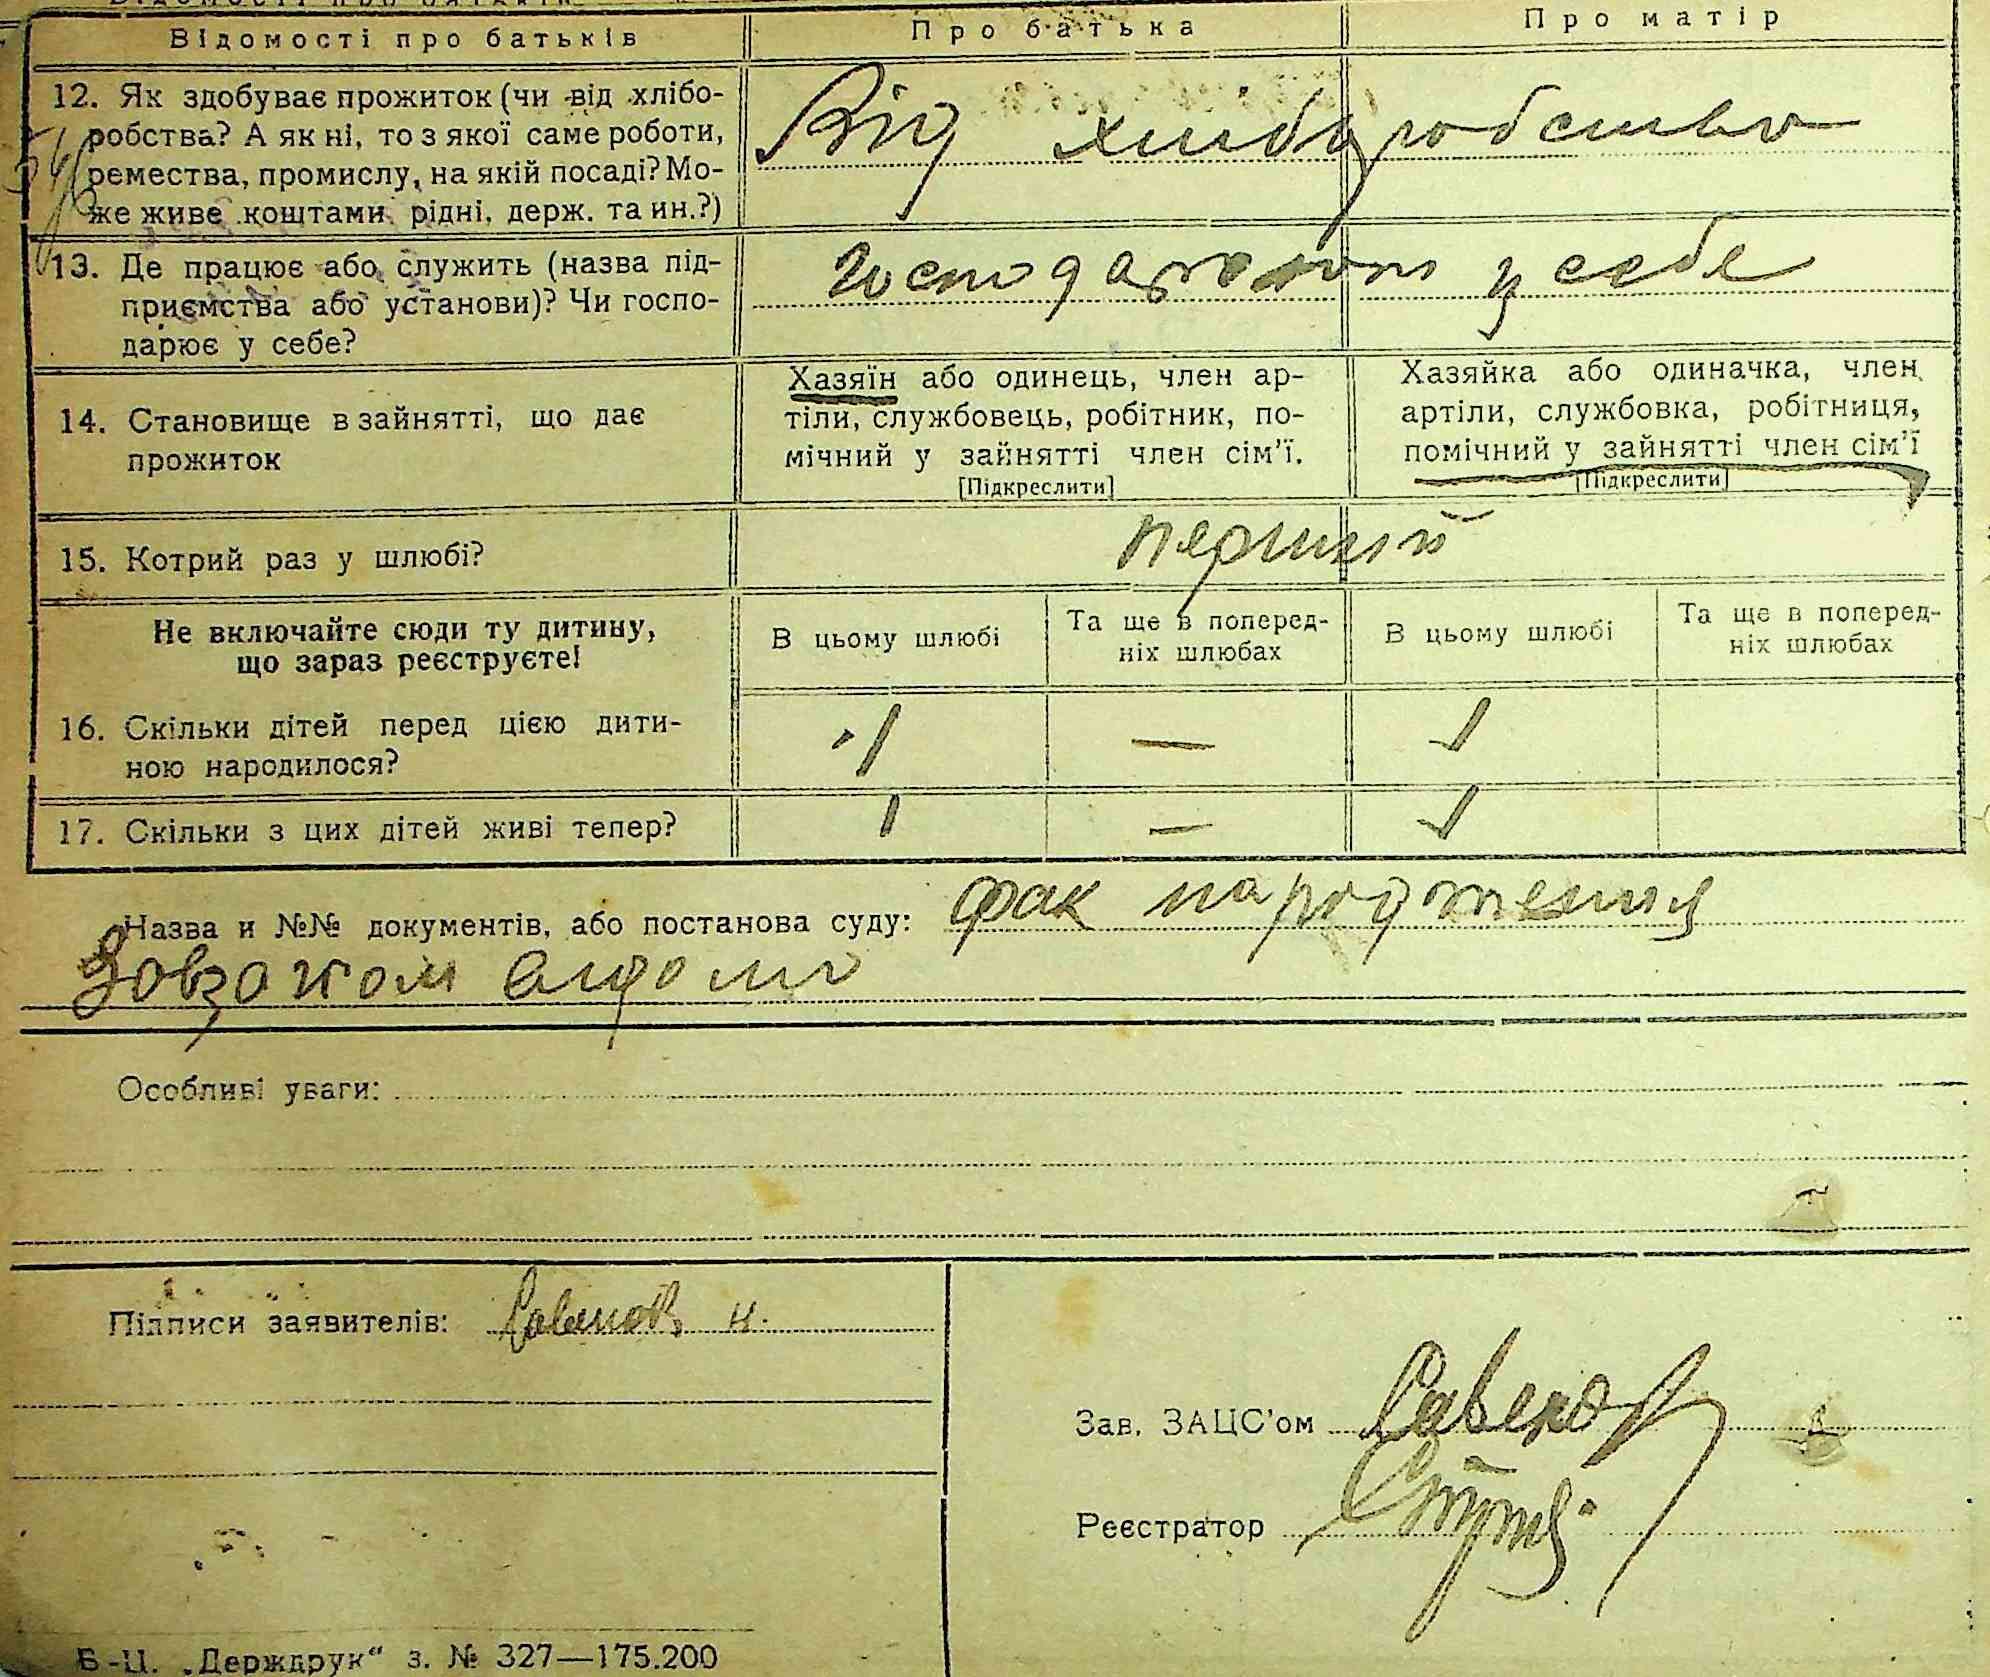 Відомості про батьків
Про батька
Про матір
12. Як здобуває прожиток (чи від хлібо-
робства? А як ні, то з якої саме роботи,
ремества, промислу, на якій посаді? Мо-
же живе коштами рідні, держ. та ин.?)
Від хліборобства
13. Де працює або служить (назва під-
приємства або установи)? Чи госпо-
дарює у себе?
у себе
14. Становище в зайнятті, що дає
прожиток
Хазяїн або одинець, член ар-
тіли, службовець, робітник, по-
мічний у зайнятті член сім'ї.
[Підкреслити]
Хазяйка або одиначка, член
артіли, службовка, робітниця,
помічний у зайнятті член сім'ї
[Підкреслити]
15. Котрий раз у шлюбі?
перший
Не включайте сюди ту дитину,
що зараз реєструєте!
В цьому шлюбі
Та ще в поперед-
ніх шлюбах
В цьому шлюбі
Та ще в поперед-
ніх шлюбах
16. Скільки дітей перед цією дити-
ною народилося?
1 — 1
17. Скільки з цих дітей живі тепер?
1 — 1
Назва и №№ документів, або постанова суду: фак народження
Особливі уваги:
Підписи заявителів:
Зав. ЗАЦС'ом
Реєстратор
Б-Ц. „Держдрук“ з. № 327—175.200